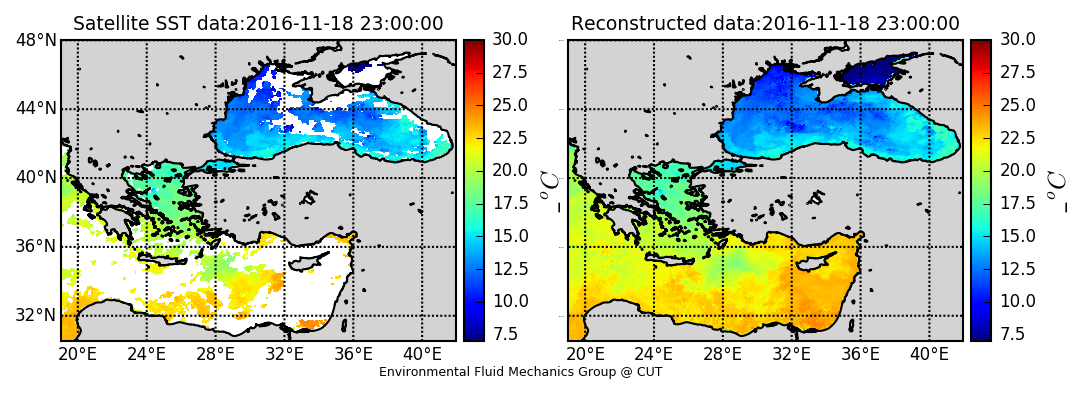 Satellite SST data:2016-11-18 23:00:00
48°N
44°N
40°N
36°N
32°N
20°E 24°E 28°E 32°E 36°E 40°E
30.0
27.5
25.0
22.5
20.0
17.5
15.0
12.5
10.0
7.5
_ °C
Reconstructed data:2016-11-18 23:00:00
20°E 24°E 28°E 32°E 36°E 40°E
30.0
27.5
25.0
22.5
20.0
17.5
15.0
12.5
10.0
7.5
_ °C
Environmental Fluid Mechanics Group @ CUT